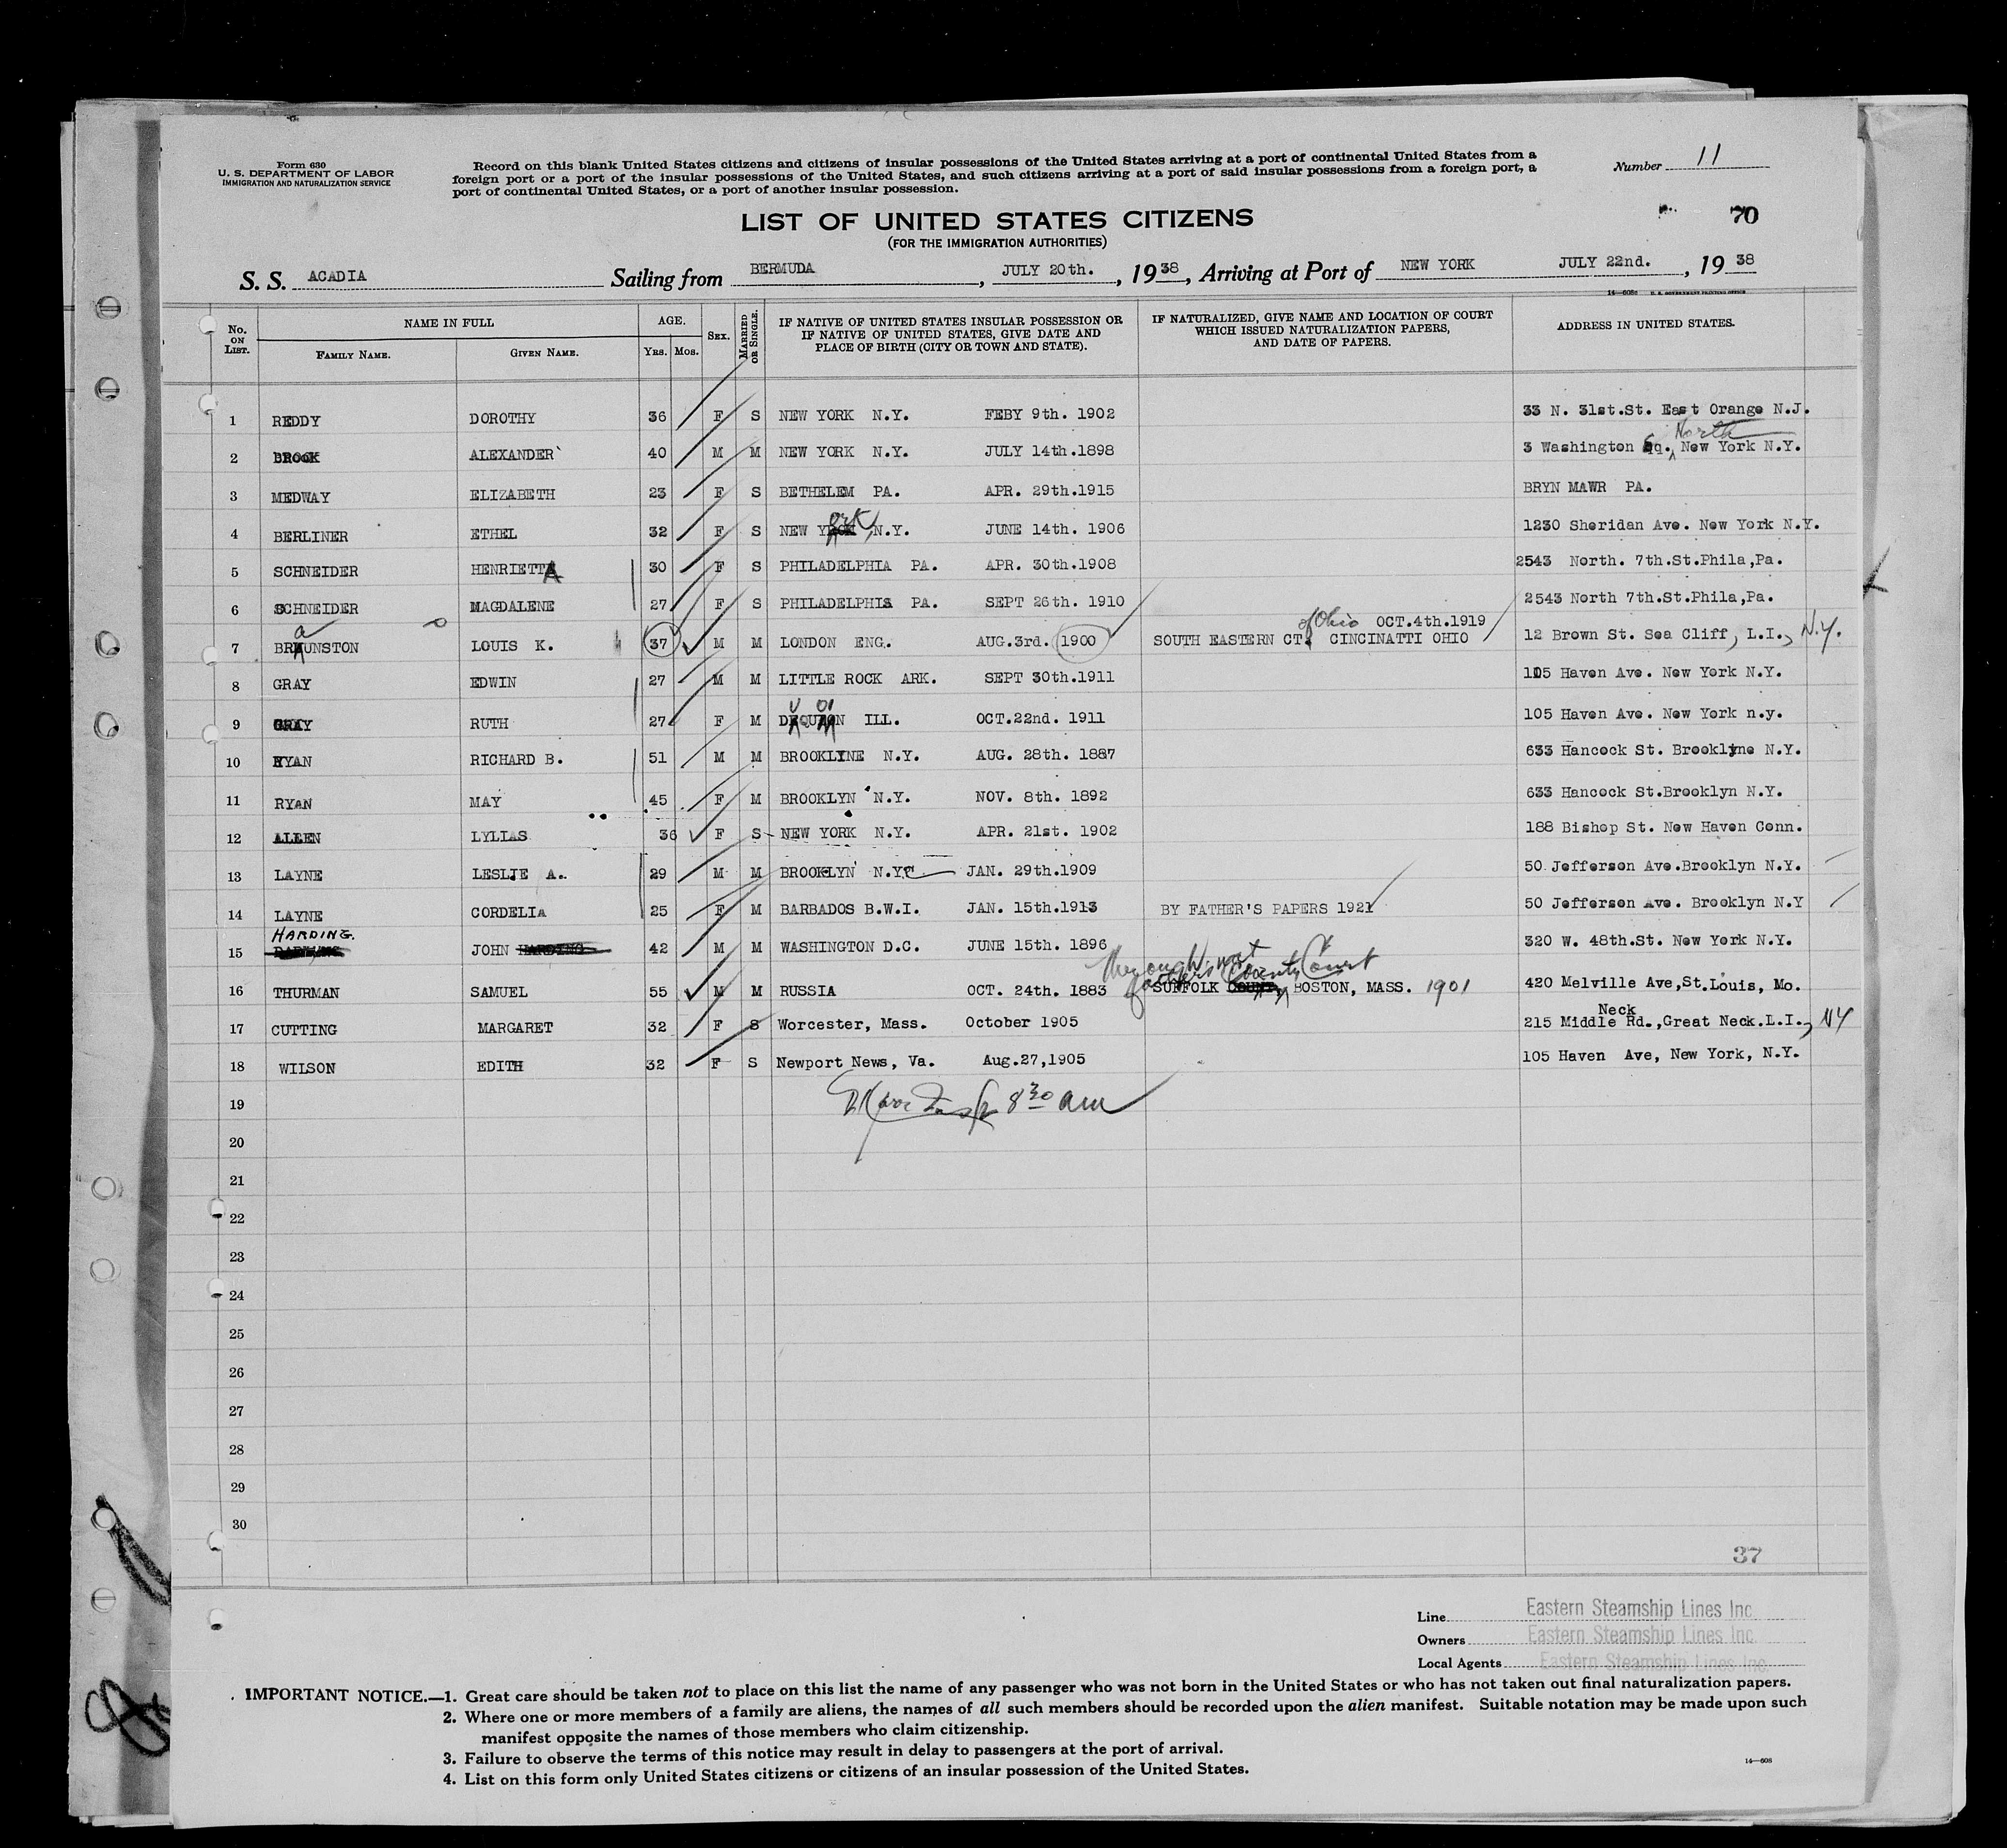 Form 630
U. S. DEPARTMENT OF LABOR
IMMIGRATION AND NATURALIZATION SERVICE
Record on this blank United States citizens and citizens of insular possessions of the United States arriving at a port of continental United States from a
foreign port or a port of the insular possessions of the United States, and such citizens arriving at a port of said insular possessions from a foreign port, a
port of continental United States, or a port of another insular possession.
Number 11
70
LIST OF UNITED STATES CITIZENS
(FOR THE IMMIGRATION AUTHORITIES)
S. S. ACADIA Sailing from BERMUDA, JULY 20th., 1938, Arriving at Port of NEW YORK JULY 22nd., 1938
14—608c U. S. GOVERNMENT PRINTING OFFICE
No. ON LIST. NAME IN FULL FAMILY NAME. GIVEN NAME. AGE. YRS. MOS. SEX. MARRIED OR SINGLE. IF NATIVE OF UNITED STATES INSULAR POSSESSION OR IF NATIVE OF UNITED STATES, GIVE DATE AND PLACE OF BIRTH (CITY OR TOWN AND STATE). IF NATURALIZED, GIVE NAME AND LOCATION OF COURT WHICH ISSUED NATURALIZATION PAPERS, AND DATE OF PAPERS. ADDRESS IN UNITED STATES.
1 REDDY DOROTHY 36 F S NEW YORK N.Y. FEBY 9th. 1902 33 N. 31st.St. East Orange N.J.
North
2 BROOK ALEXANDER 40 M M NEW YORK N.Y. JULY 14th.1898 3 Washington Sq. New York N.Y.
3 MEDWAY ELIZABETH 23 F S BETHELEM PA. APR. 29th.1915 BRYN MAWR PA.
4 BERLINER ETHEL 32 F S NEW York, N.Y. JUNE 14th. 1906 1230 Sheridan Ave. New York N.Y.
5 SCHNEIDER HENRIETTA 30 F S PHILADELPHIA PA. APR. 30th.1908 2543 North. 7th.St.Phila,Pa.
6 SCHNEIDER MAGDALENE 27 F S PHILADELPHIA PA. SEPT 26th. 1910 2543 North 7th.St.Phila,Pa.
of Ohio OCT.4th.1919
7 BRAUNSTON LOUIS K. 37 M M LONDON ENG. AUG.3rd. 1900 SOUTH EASTERN CT. CINCINATTI OHIO 12 Brown St. Sea Cliff, L.I., N.Y.
8 GRAY EDWIN 27 M M LITTLE ROCK ARK. SEPT 30th.1911 105 Haven Ave. New York N.Y.
9 GRAY RUTH 27 F M DUQUOIN ILL. OCT.22nd. 1911 105 Haven Ave. New York n.y.
10 RYAN RICHARD B. 51 M M BROOKLINE N.Y. AUG. 28th. 1887 633 Hancock St. Brooklyne N.Y.
11 RYAN MAY 45 F M BROOKLYN N.Y. NOV. 8th. 1892 633 Hancock St.Brooklyn N.Y.
12 ALLEN LYLIAS 36 F S NEW YORK N.Y. APR. 21st. 1902 188 Bishop St. New Haven Conn.
13 LAYNE LESLIE A. 29 M M BROOKLYN N.YC JAN. 29th.1909 50 Jefferson Ave.Brooklyn N.Y.
14 LAYNE CORDELIA 25 F M BARBADOS B.W.I. JAN. 15th.1913 BY FATHER'S PAPERS 1921 50 Jefferson Ave. Brooklyn N.Y
HARDING.
15 JOHN HARDING 42 M M WASHINGTON D.C. JUNE 15th. 1896 320 W. 48th.St. New York N.Y.
County Court
16 THURMAN SAMUEL 55 M M RUSSIA OCT. 24th. 1883 SUFFOLK COUNTY BOSTON, MASS. 1901 420 Melville Ave,St.Louis, Mo.
Neck
17 CUTTING MARGARET 32 F S Worcester, Mass. October 1905 215 Middle Rd.,Great Neck.L.I., NY
18 WILSON EDITH 32 F S Newport News, Va. Aug.27,1905 105 Haven Ave, New York, N.Y.
19 8 30 am
20
21
22
23
24
25
26
27
28
29
30
37
Line Eastern Steamship Lines Inc
Owners Eastern Steamship Lines Inc.
Local Agents Eastern Steamship Lines Inc.
IMPORTANT NOTICE.—1. Great care should be taken not to place on this list the name of any passenger who was not born in the United States or who has not taken out final naturalization papers.
2. Where one or more members of a family are aliens, the names of all such members should be recorded upon the alien manifest. Suitable notation may be made upon such
manifest opposite the names of those members who claim citizenship.
3. Failure to observe the terms of this notice may result in delay to passengers at the port of arrival.
4. List on this form only United States citizens or citizens of an insular possession of the United States.
14—608